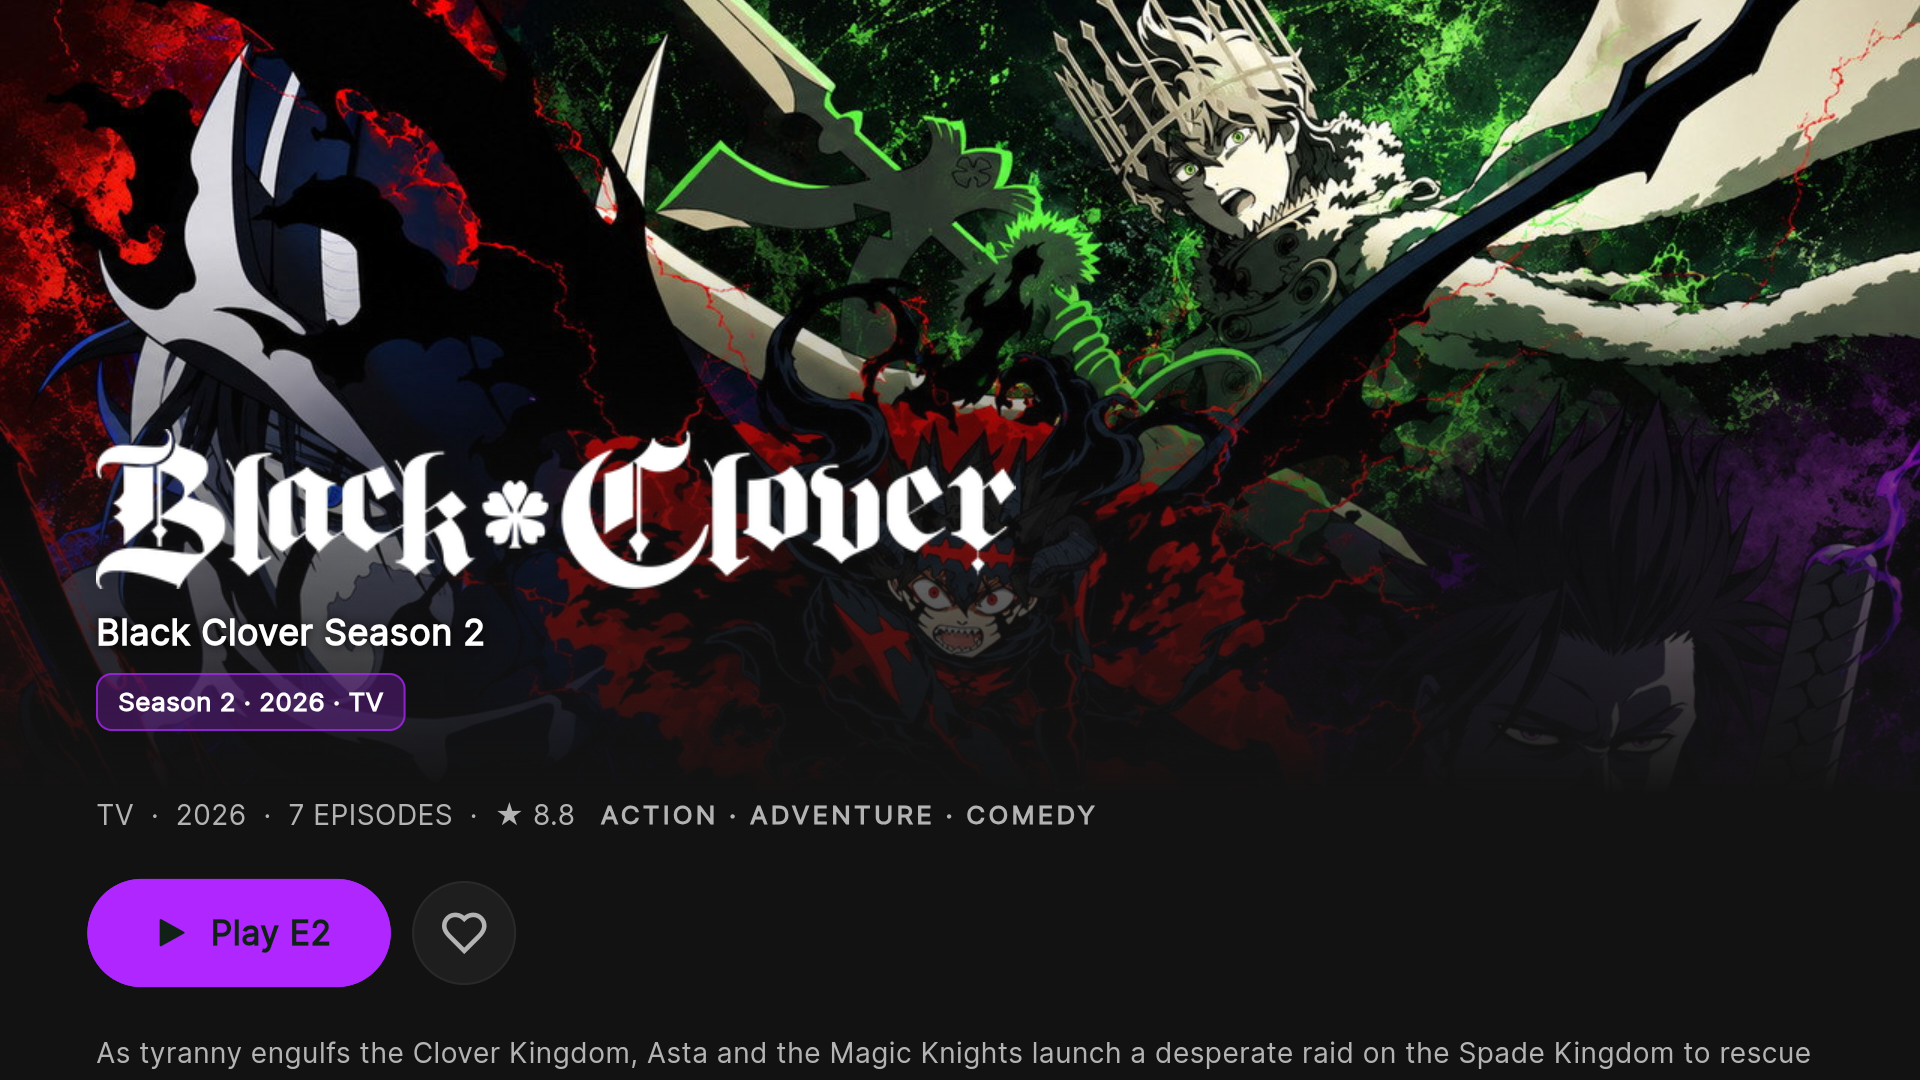 Black Clover
Black Clover Season 2
Season 2 · 2026 · TV
TV · 2026 · 7 EPISODES · ★ 8.8 ACTION · ADVENTURE · COMEDY
Play E2
As tyranny engulfs the Clover Kingdom, Asta and the Magic Knights launch a desperate raid on the Spade Kingdom to rescue